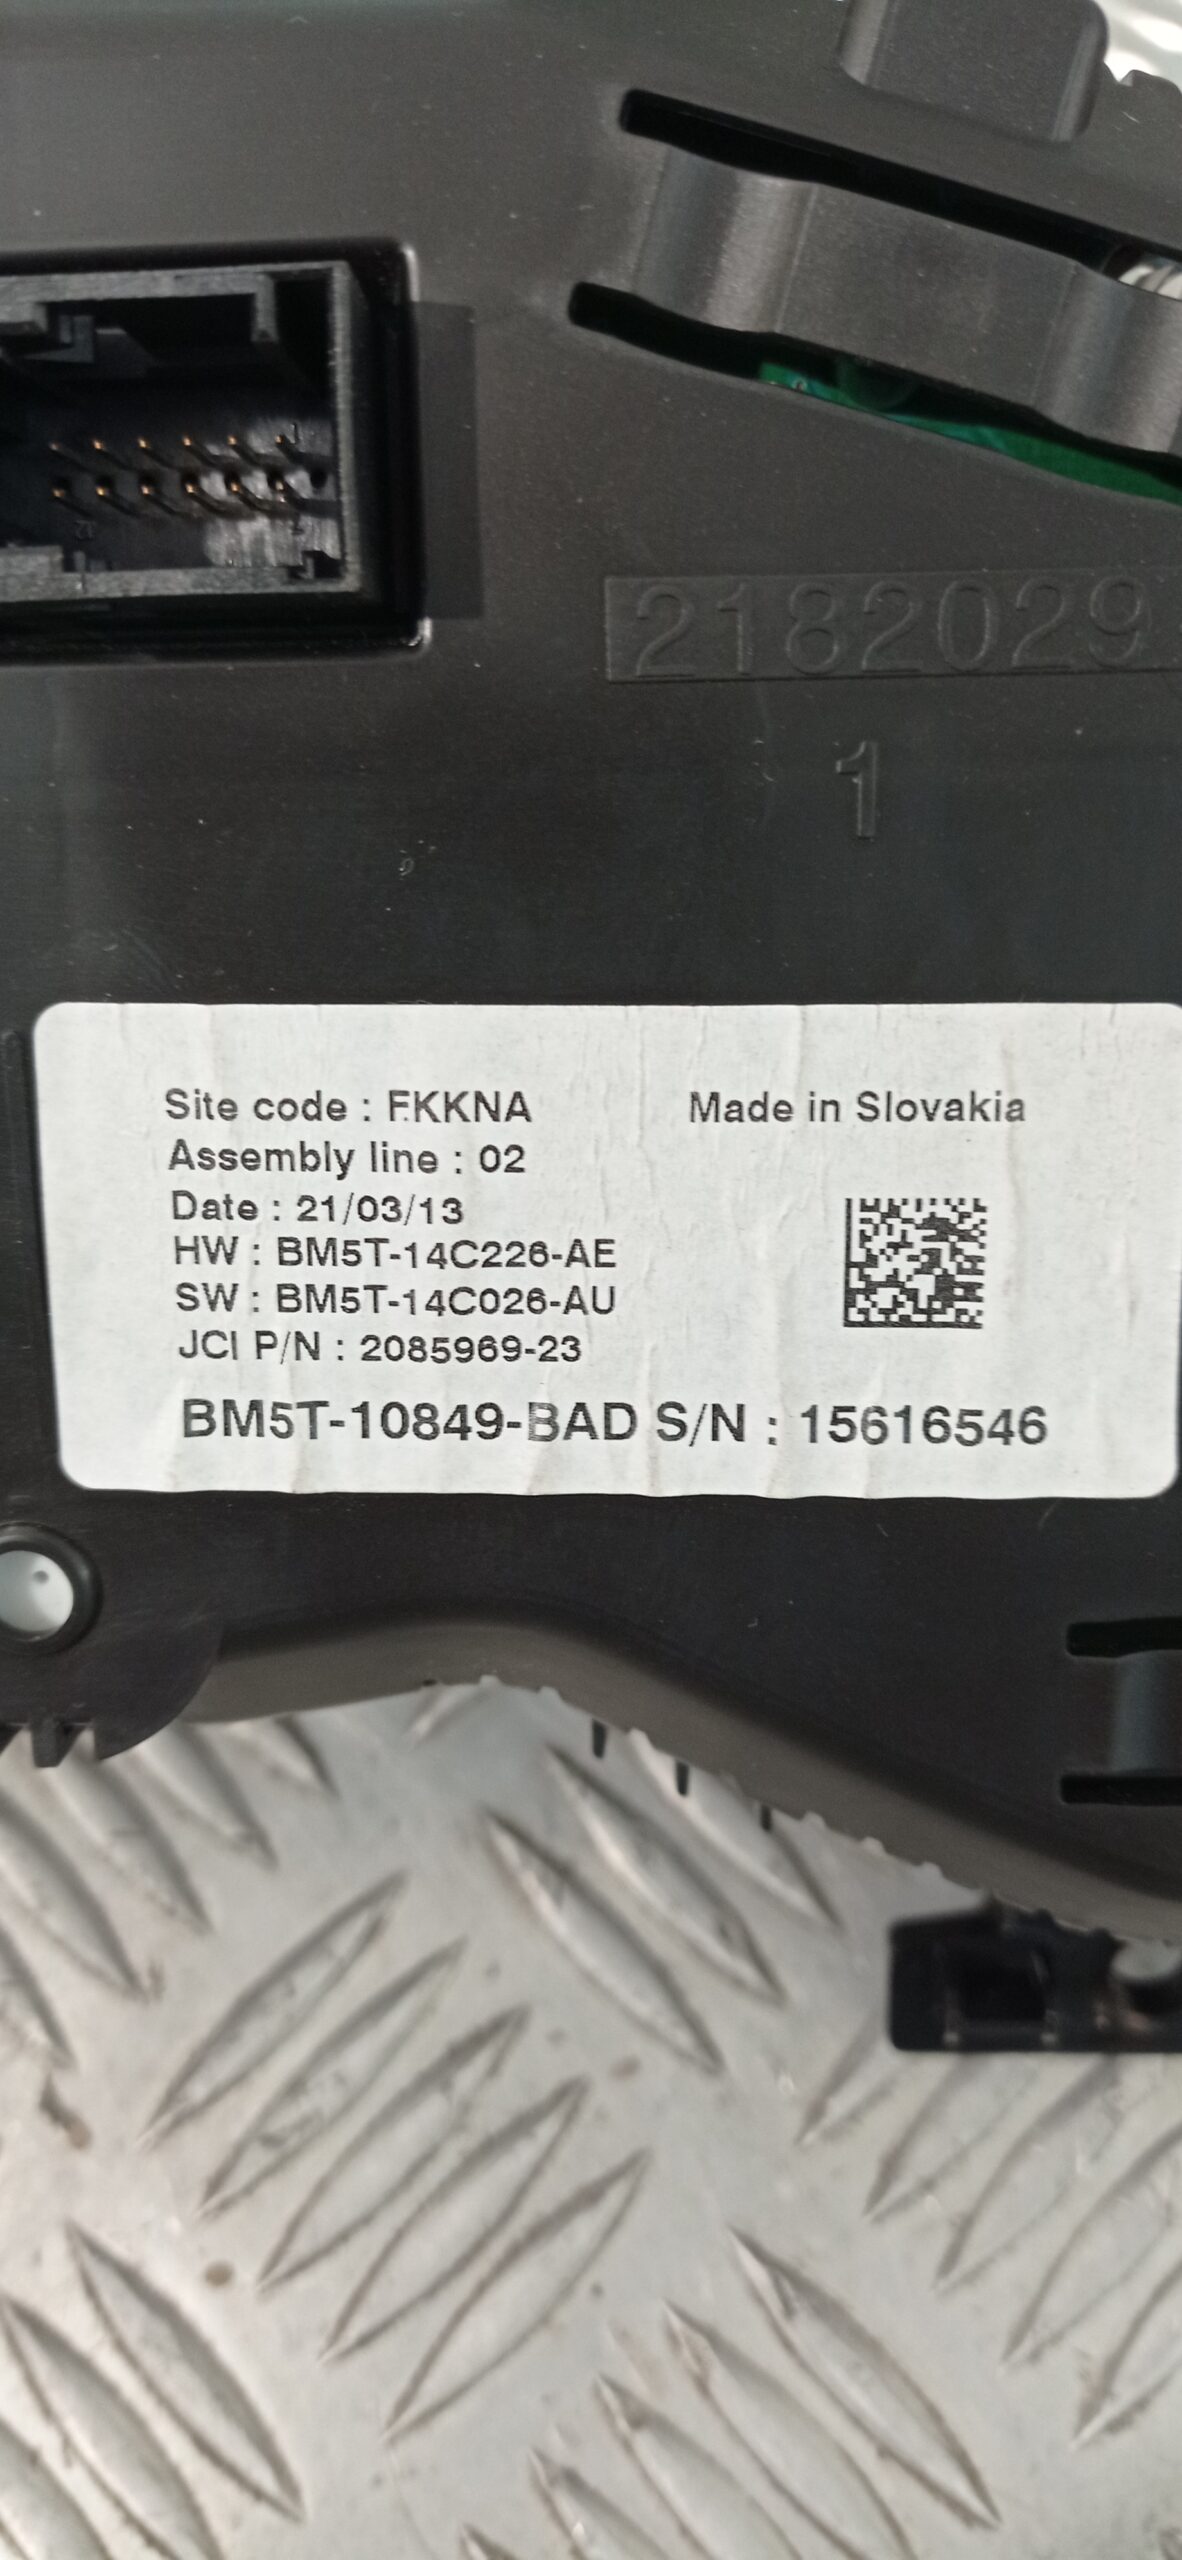 2182029
1
Site code : FKKNA
Made in Slovakia
Assembly line : 02
Date : 21/03/13
HW : BM5T-14C226-AE
SW : BM5T-14C026-AU
JCI P/N : 2085969-23
BM5T-10849-BAD S/N : 15616546